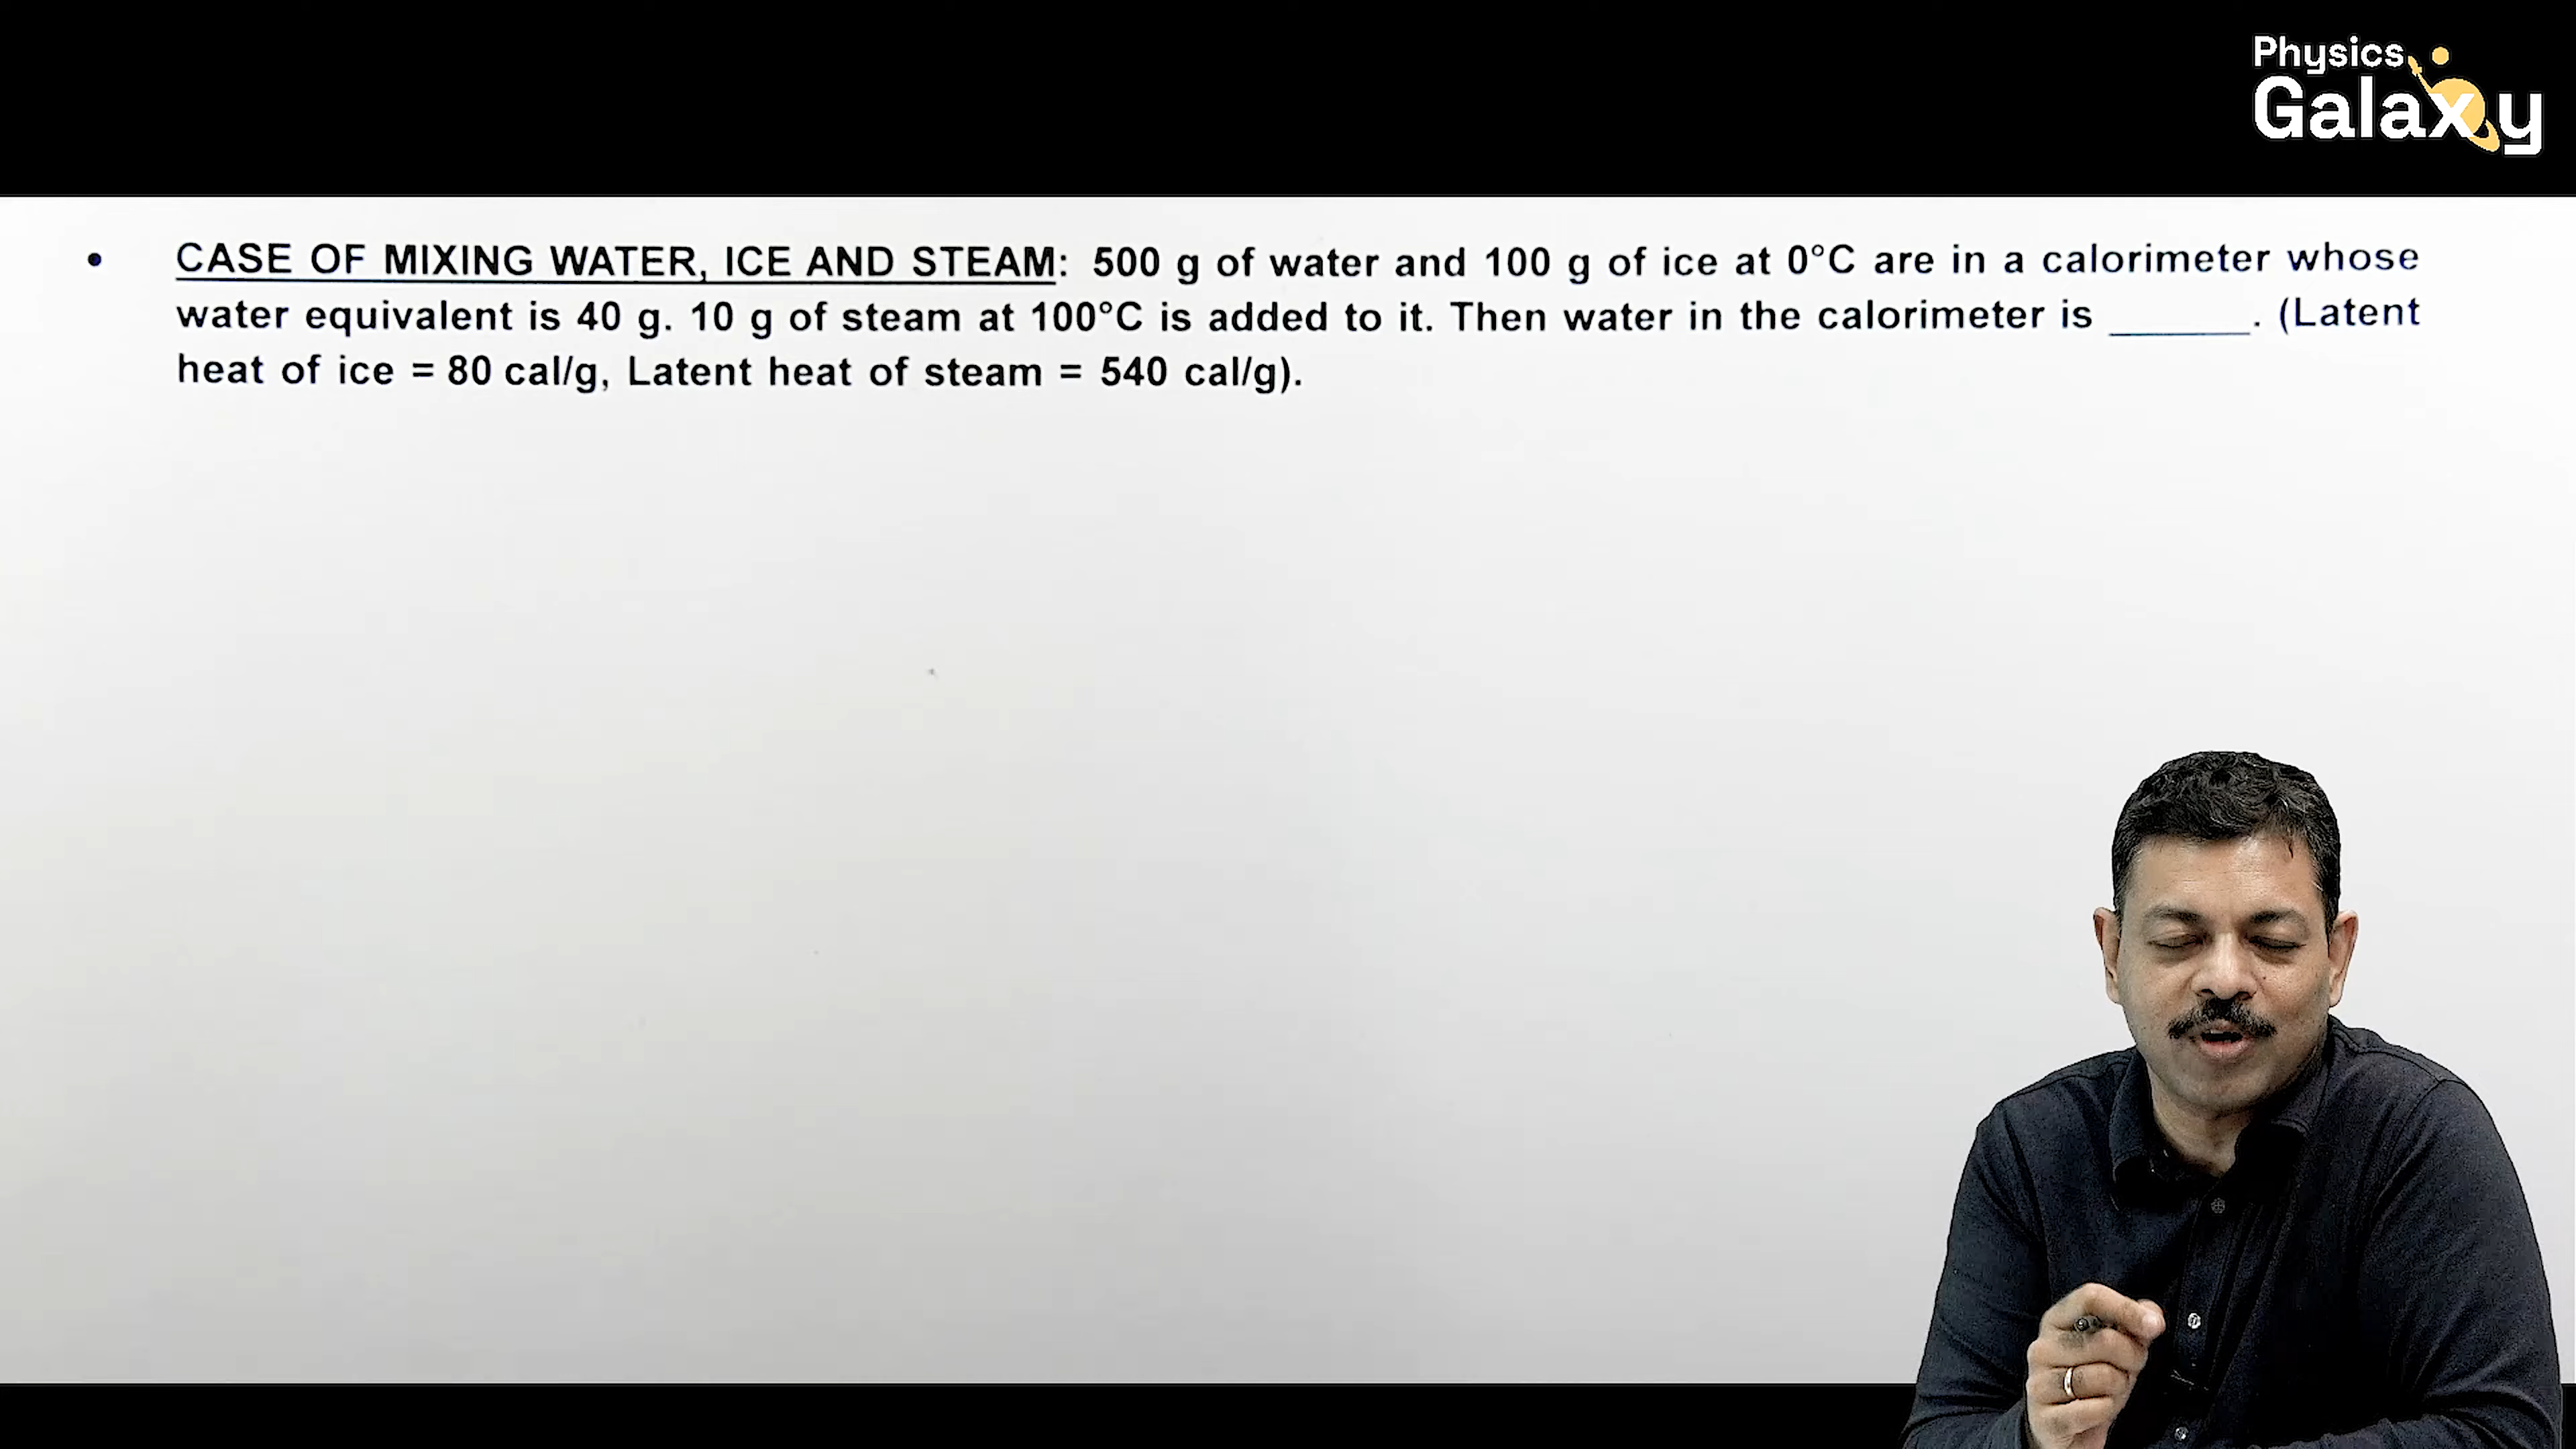 Physics
Galaxy
• CASE OF MIXING WATER, ICE AND STEAM: 500 g of water and 100 g of ice at 0°C are in a calorimeter whose
water equivalent is 40 g. 10 g of steam at 100°C is added to it. Then water in the calorimeter is ______. (Latent
heat of ice = 80 cal/g, Latent heat of steam = 540 cal/g).